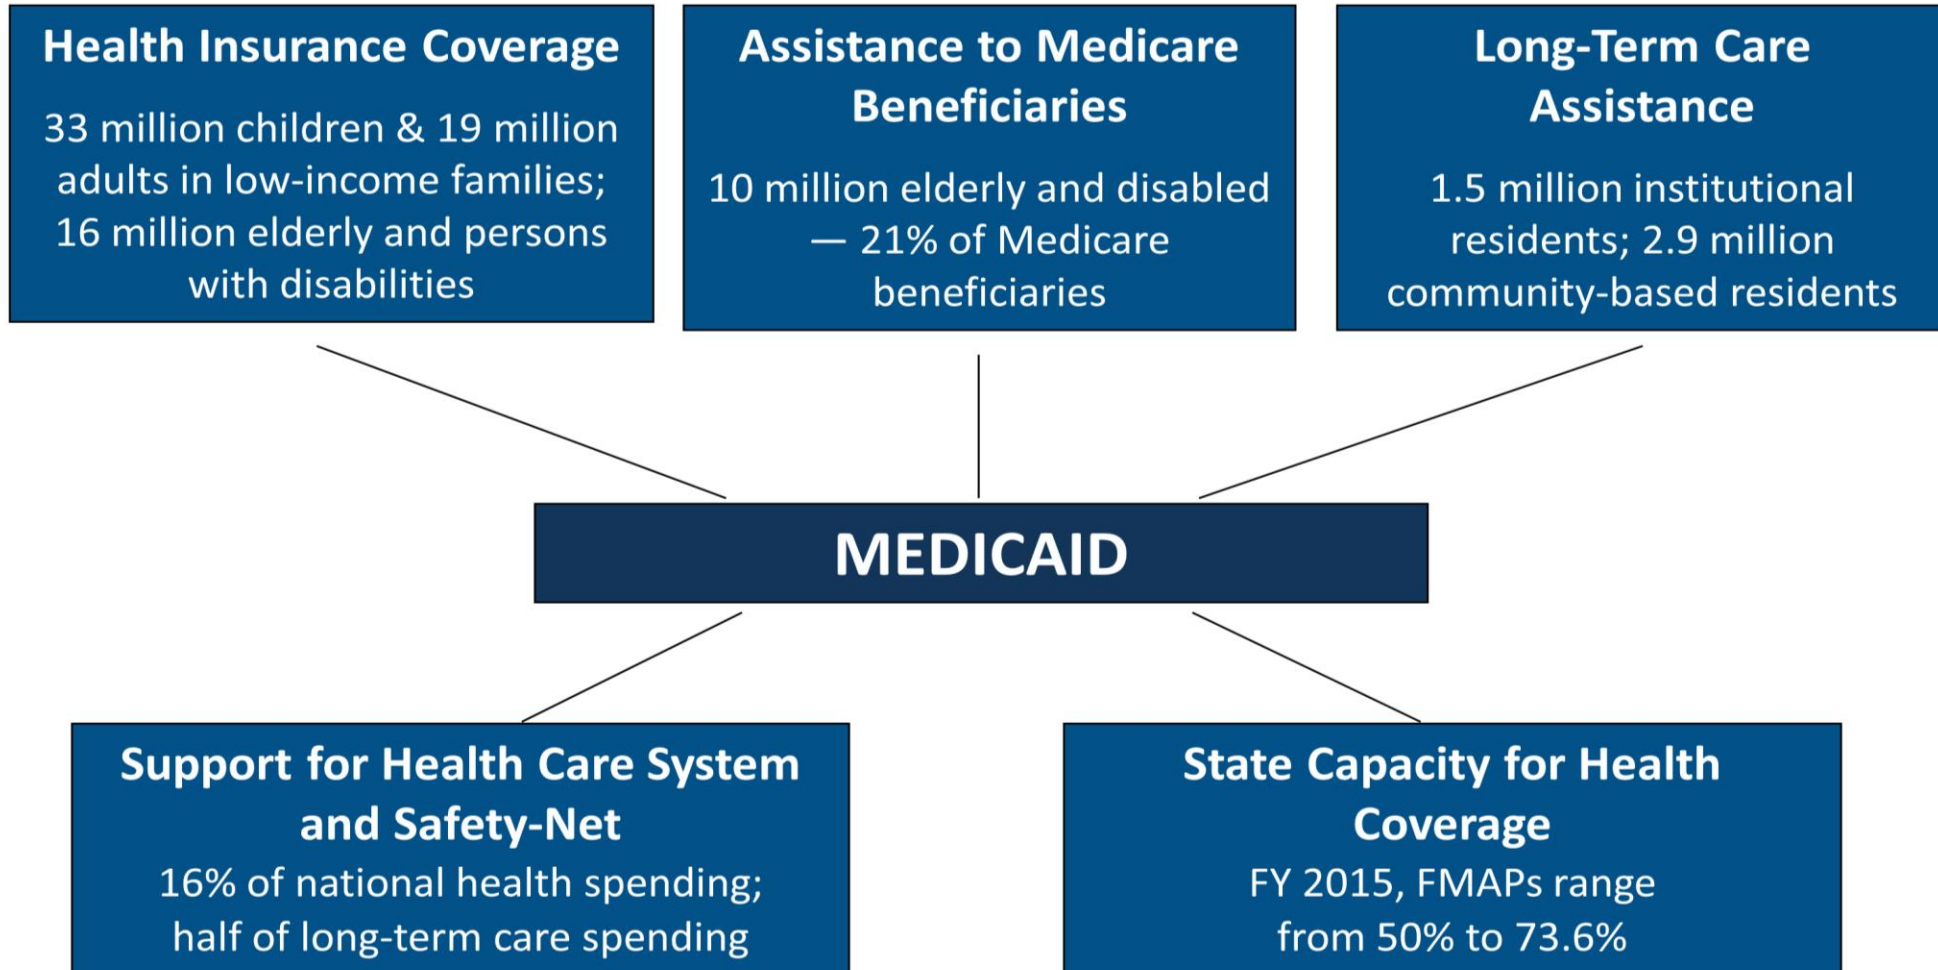 Health Insurance Coverage
33 million children & 19 million
adults in low-income families;
16 million elderly and persons
with disabilities
Assistance to Medicare
Beneficiaries
10 million elderly and disabled
— 21% of Medicare
beneficiaries
Long-Term Care
Assistance
1.5 million institutional
residents; 2.9 million
community-based residents
MEDICAID
Support for Health Care System
and Safety-Net
16% of national health spending;
half of long-term care spending
State Capacity for Health
Coverage
FY 2015, FMAPs range
from 50% to 73.6%